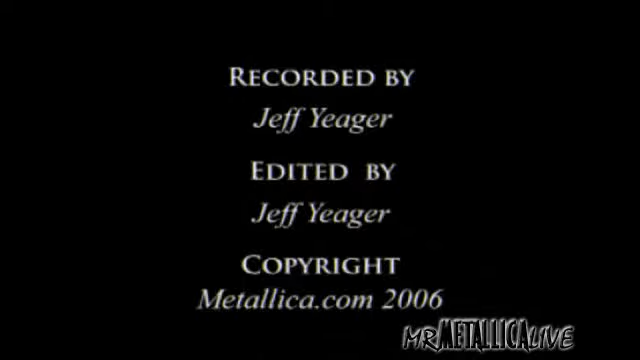 RECORDED BY
Jeff Yeager
EDITED BY
Jeff Yeager
COPYRIGHT
Metallica.com 2006
MRMETALLICALIVE